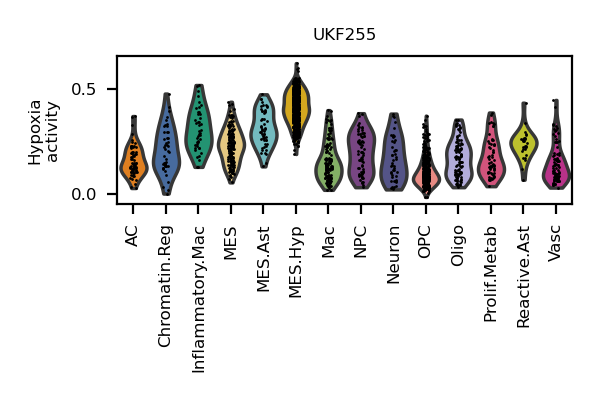 UKF255
Hypoxia
activity
0.5
0.0
AC
Chromatin.Reg
Inflammatory.Mac
MES
MES.Ast
MES.Hyp
Mac
NPC
Neuron
OPC
Oligo
Prolif.Metab
Reactive.Ast
Vasc